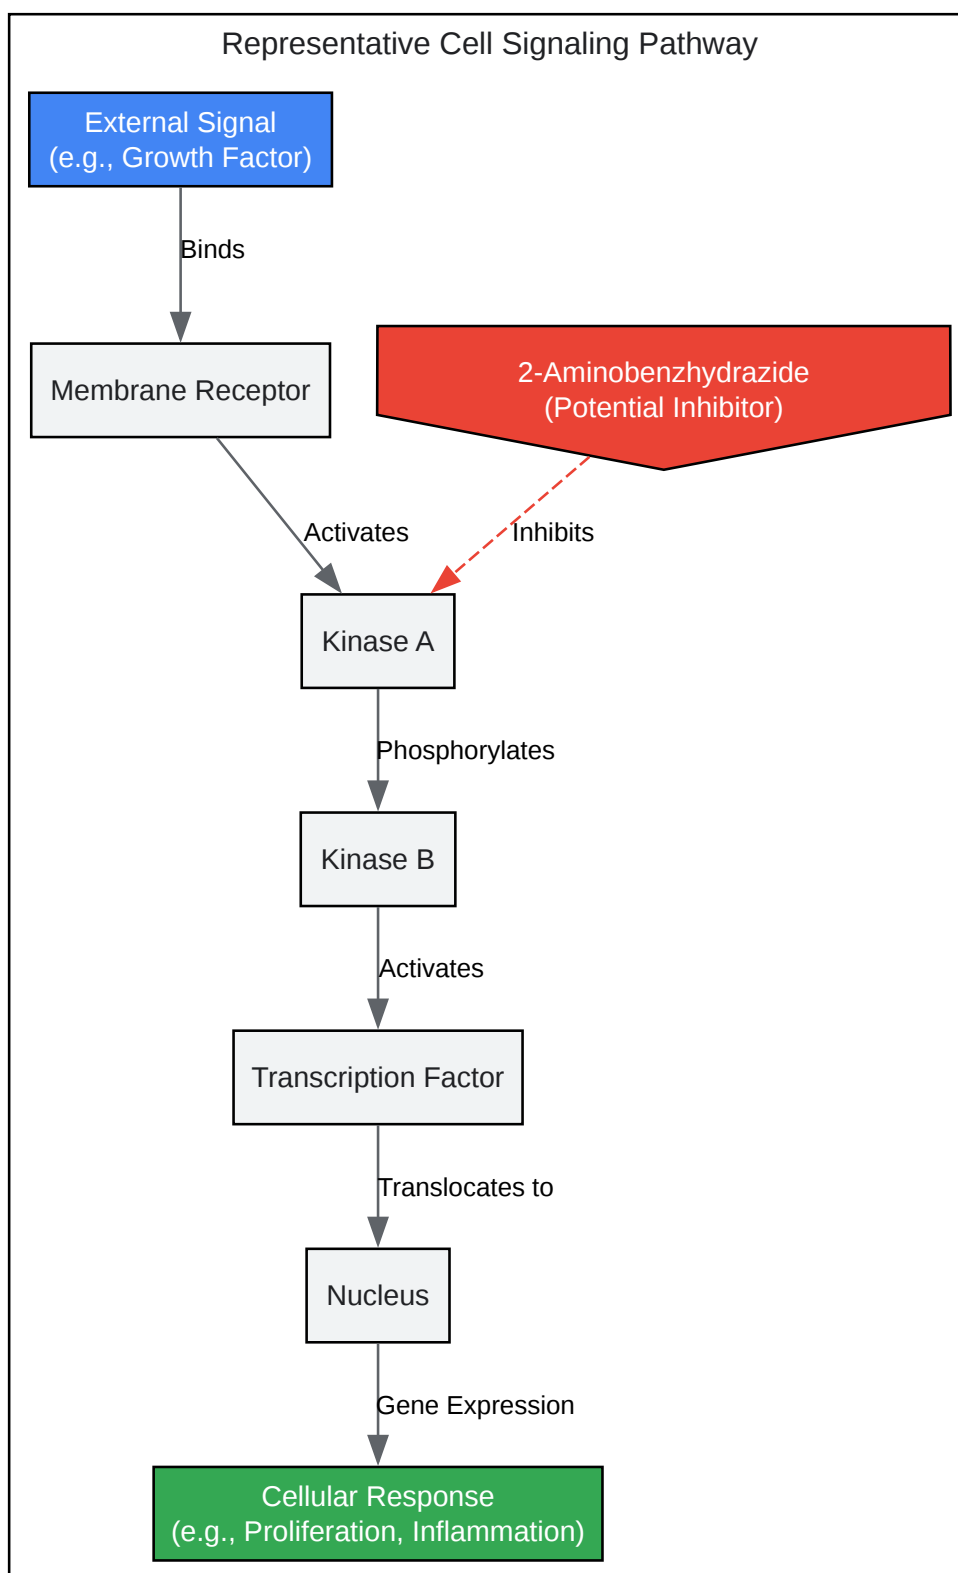 Representative Cell Signaling Pathway
External Signal
(e.g., Growth Factor)
Binds
Membrane Receptor
2-Aminobenzhydrazide
(Potential Inhibitor)
Activates
Inhibits
Kinase A
Phosphorylates
Kinase B
Activates
Transcription Factor
Translocates to
Nucleus
Gene Expression
Cellular Response
(e.g., Proliferation, Inflammation)